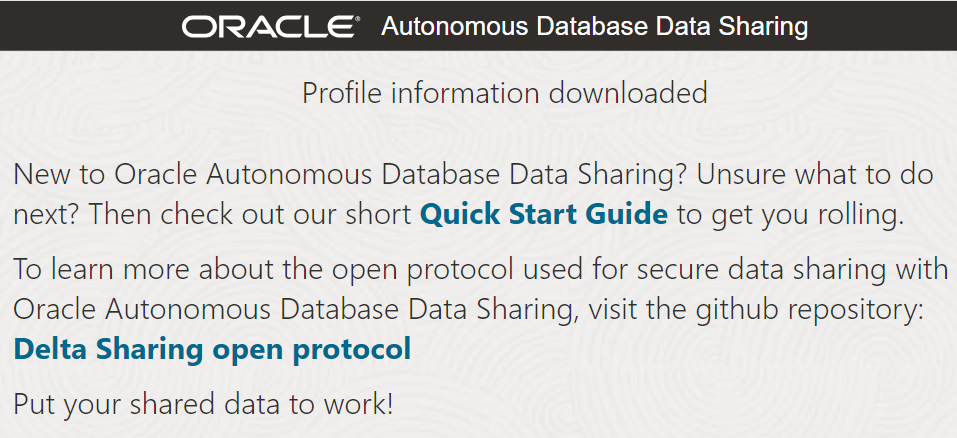 ORACLE® Autonomous Database Data Sharing
Profile information downloaded
New to Oracle Autonomous Database Data Sharing? Unsure what to do
next? Then check out our short Quick Start Guide to get you rolling.
To learn more about the open protocol used for secure data sharing with
Oracle Autonomous Database Data Sharing, visit the github repository:
Delta Sharing open protocol
Put your shared data to work!